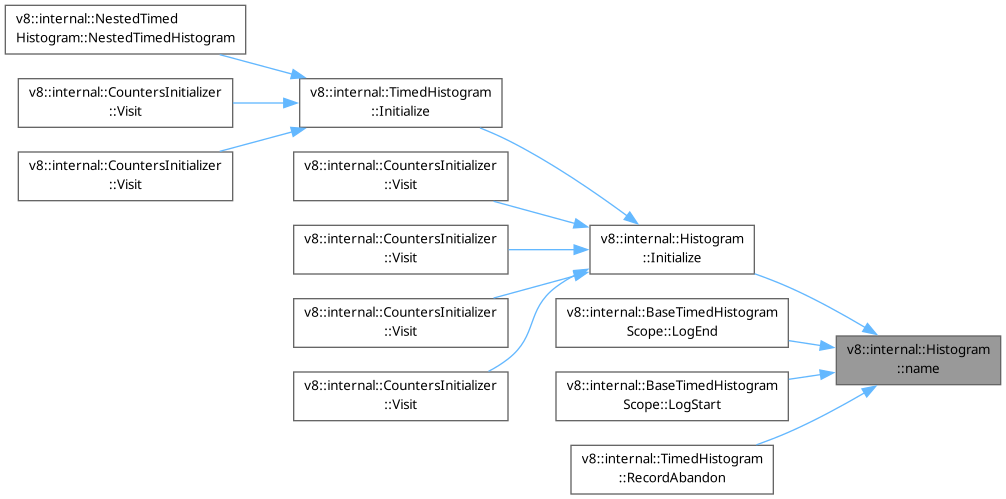 v8::internal::NestedTimed
Histogram::NestedTimedHistogram
v8::internal::CountersInitializer
::Visit
v8::internal::CountersInitializer
::Visit
v8::internal::TimedHistogram
::Initialize
v8::internal::CountersInitializer
::Visit
v8::internal::CountersInitializer
::Visit
v8::internal::CountersInitializer
::Visit
v8::internal::CountersInitializer
::Visit
v8::internal::Histogram
::Initialize
v8::internal::BaseTimedHistogram
Scope::LogEnd
v8::internal::BaseTimedHistogram
Scope::LogStart
v8::internal::TimedHistogram
::RecordAbandon
v8::internal::Histogram
::name